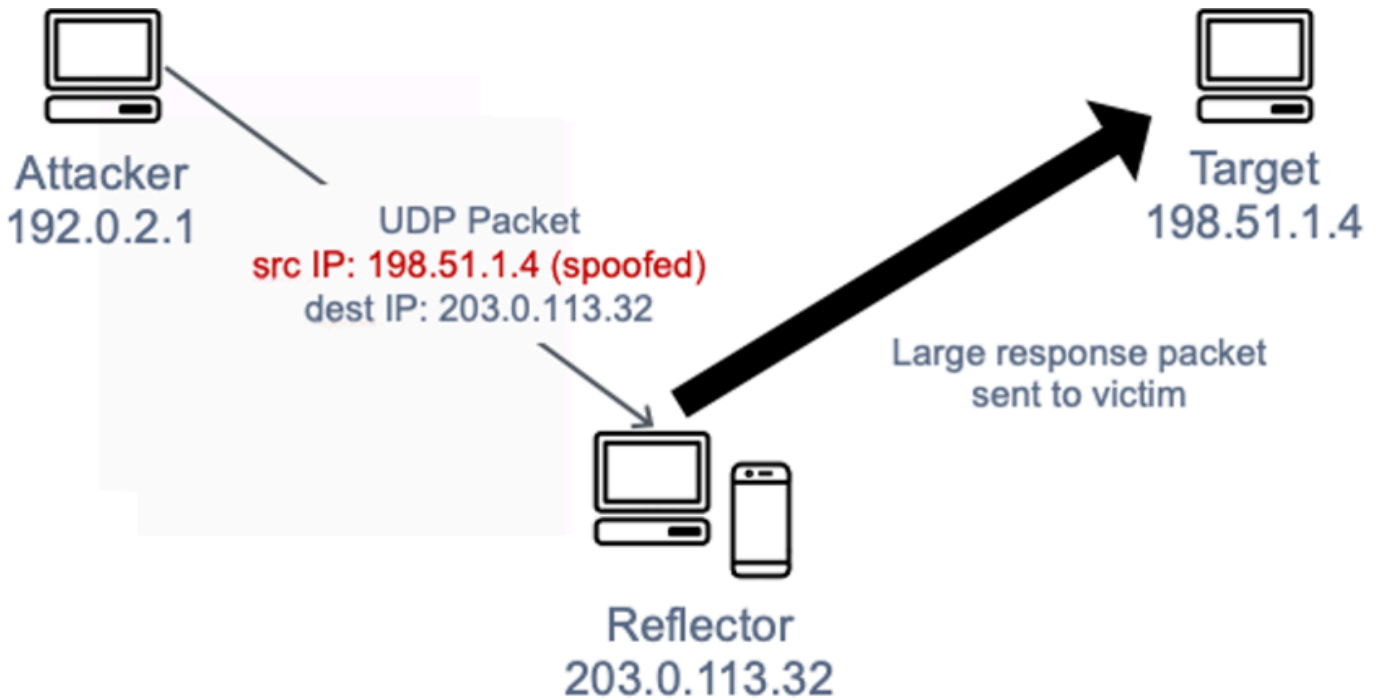 Attacker
192.0.2.1
UDP Packet
src IP: 198.51.1.4 (spoofed)
dest IP: 203.0.113.32
Target
198.51.1.4
Large response packet
sent to victim
Reflector
203.0.113.32